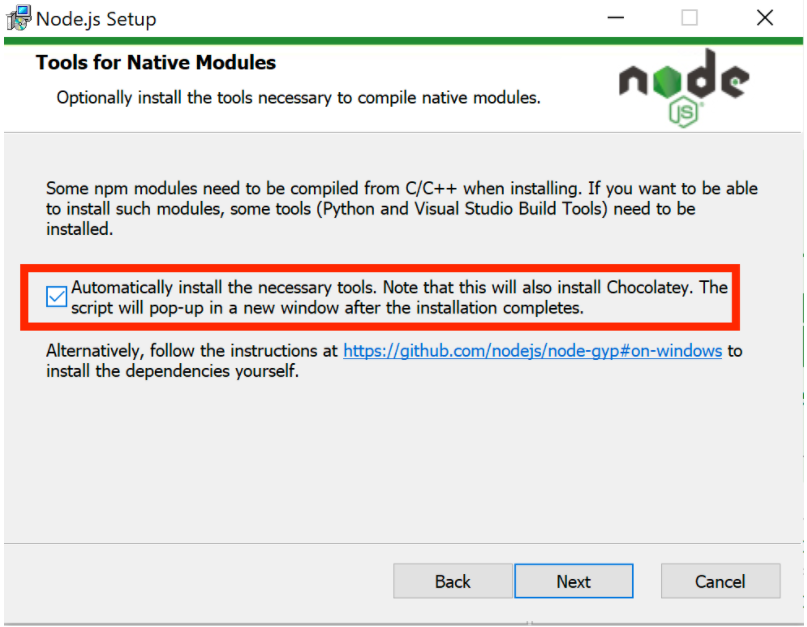 Node.js Setup
Tools for Native Modules
Optionally install the tools necessary to compile native modules.
node
JS
Some npm modules need to be compiled from C/C++ when installing. If you want to be able
to install such modules, some tools (Python and Visual Studio Build Tools) need to be
installed.
Automatically install the necessary tools. Note that this will also install Chocolatey. The
script will pop-up in a new window after the installation completes.
Alternatively, follow the instructions at https://github.com/nodejs/node-gyp#on-windows to
install the dependencies yourself.
Back Next Cancel